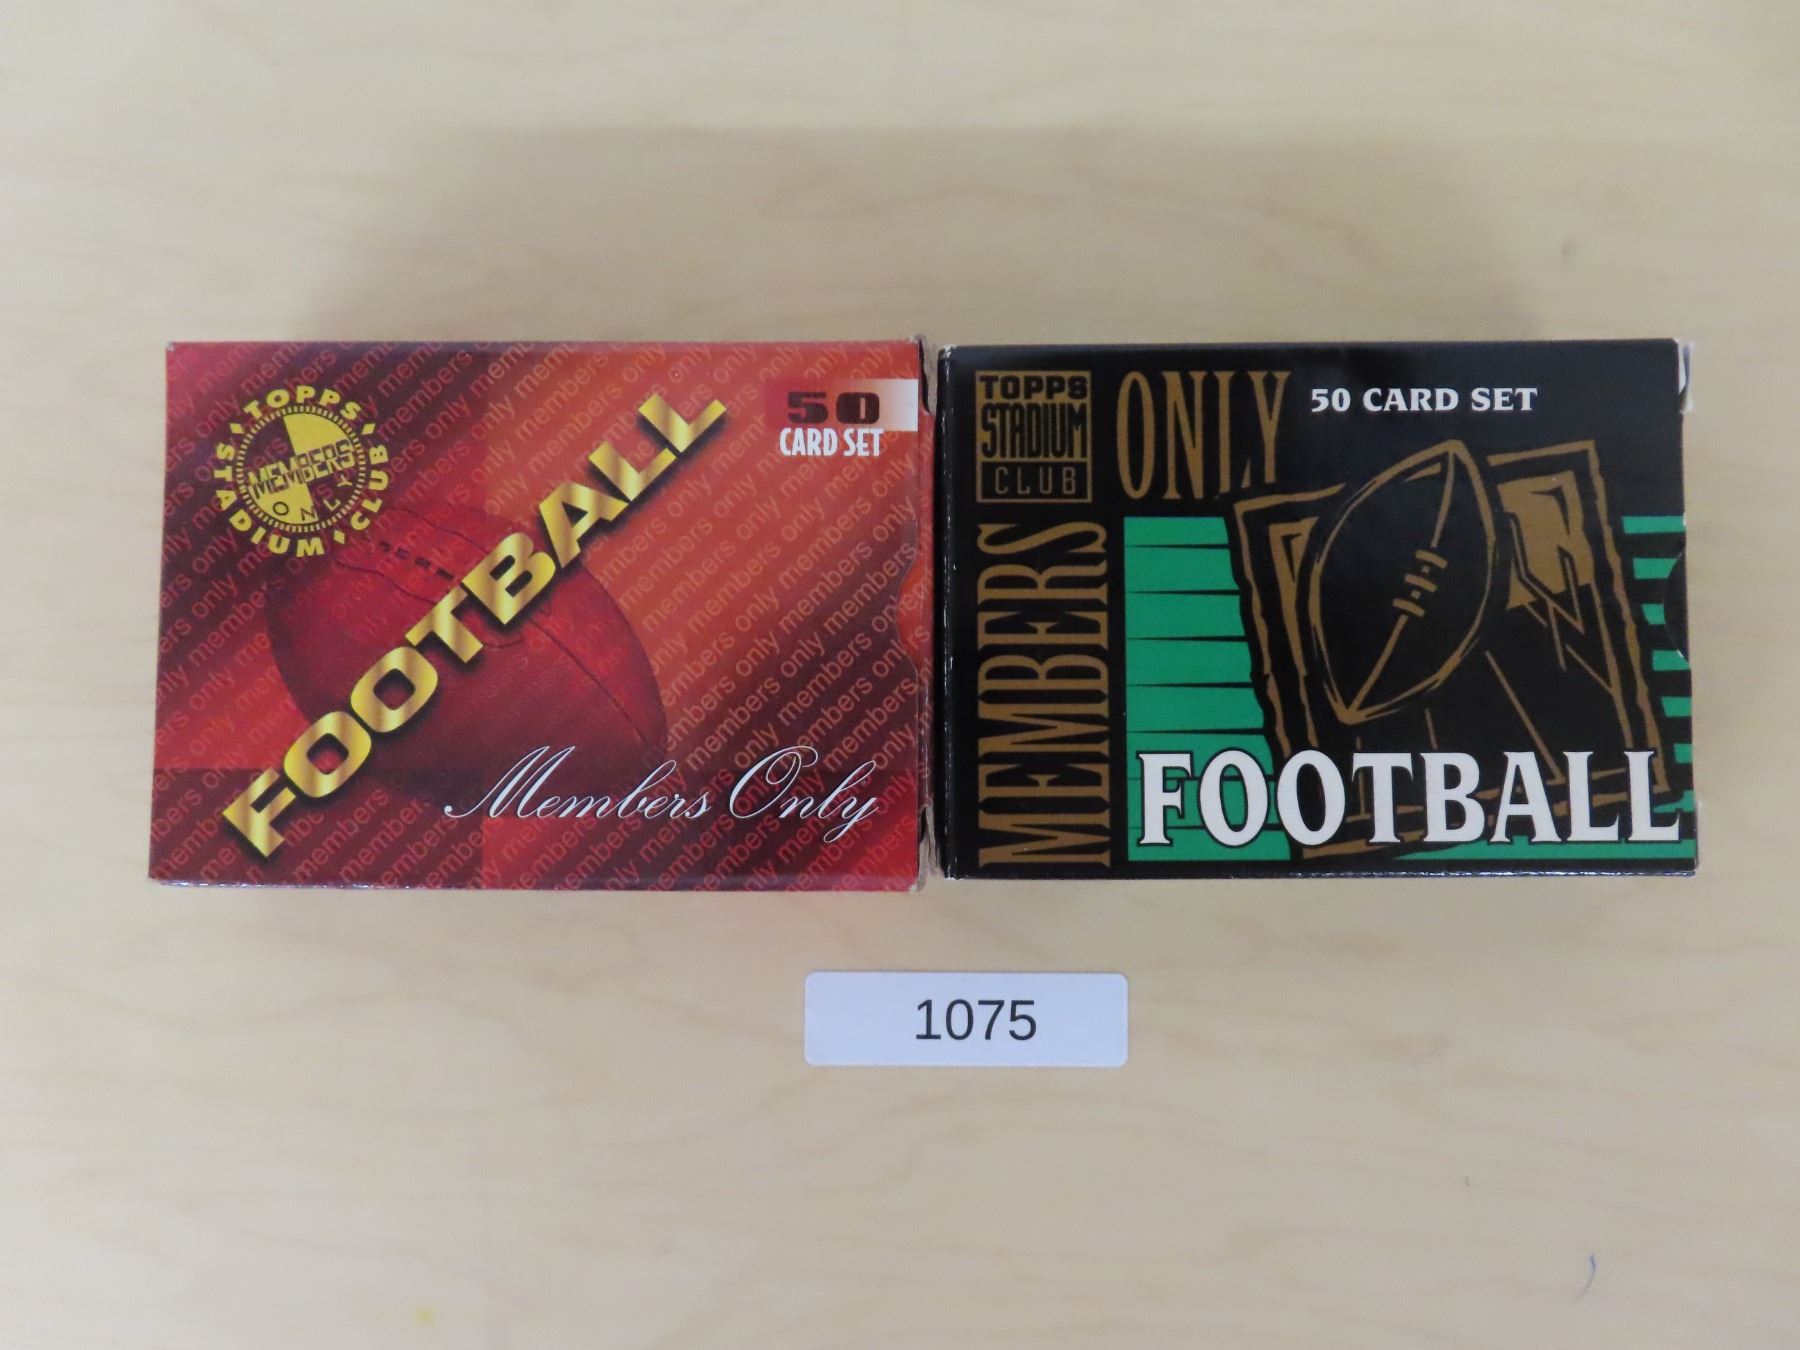 TOPPS
STADIUM CLUB
MEMBERS
ONLY
50
CARD SET
FOOTBALL
Members Only
TOPPS
STADIUM
CLUB
MEMBERS ONLY
50 CARD SET
FOOTBALL
1075